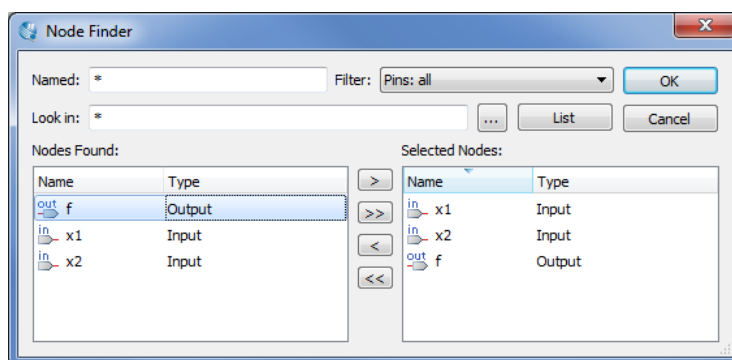 Node Finder
Named: * Filter: Pins: all OK
Look in: * ... List Cancel
Nodes Found: Selected Nodes:
Name Type > Name Type
out f Output >> in x1 Input
in x1 Input < in x2 Input
in x2 Input << out f Output